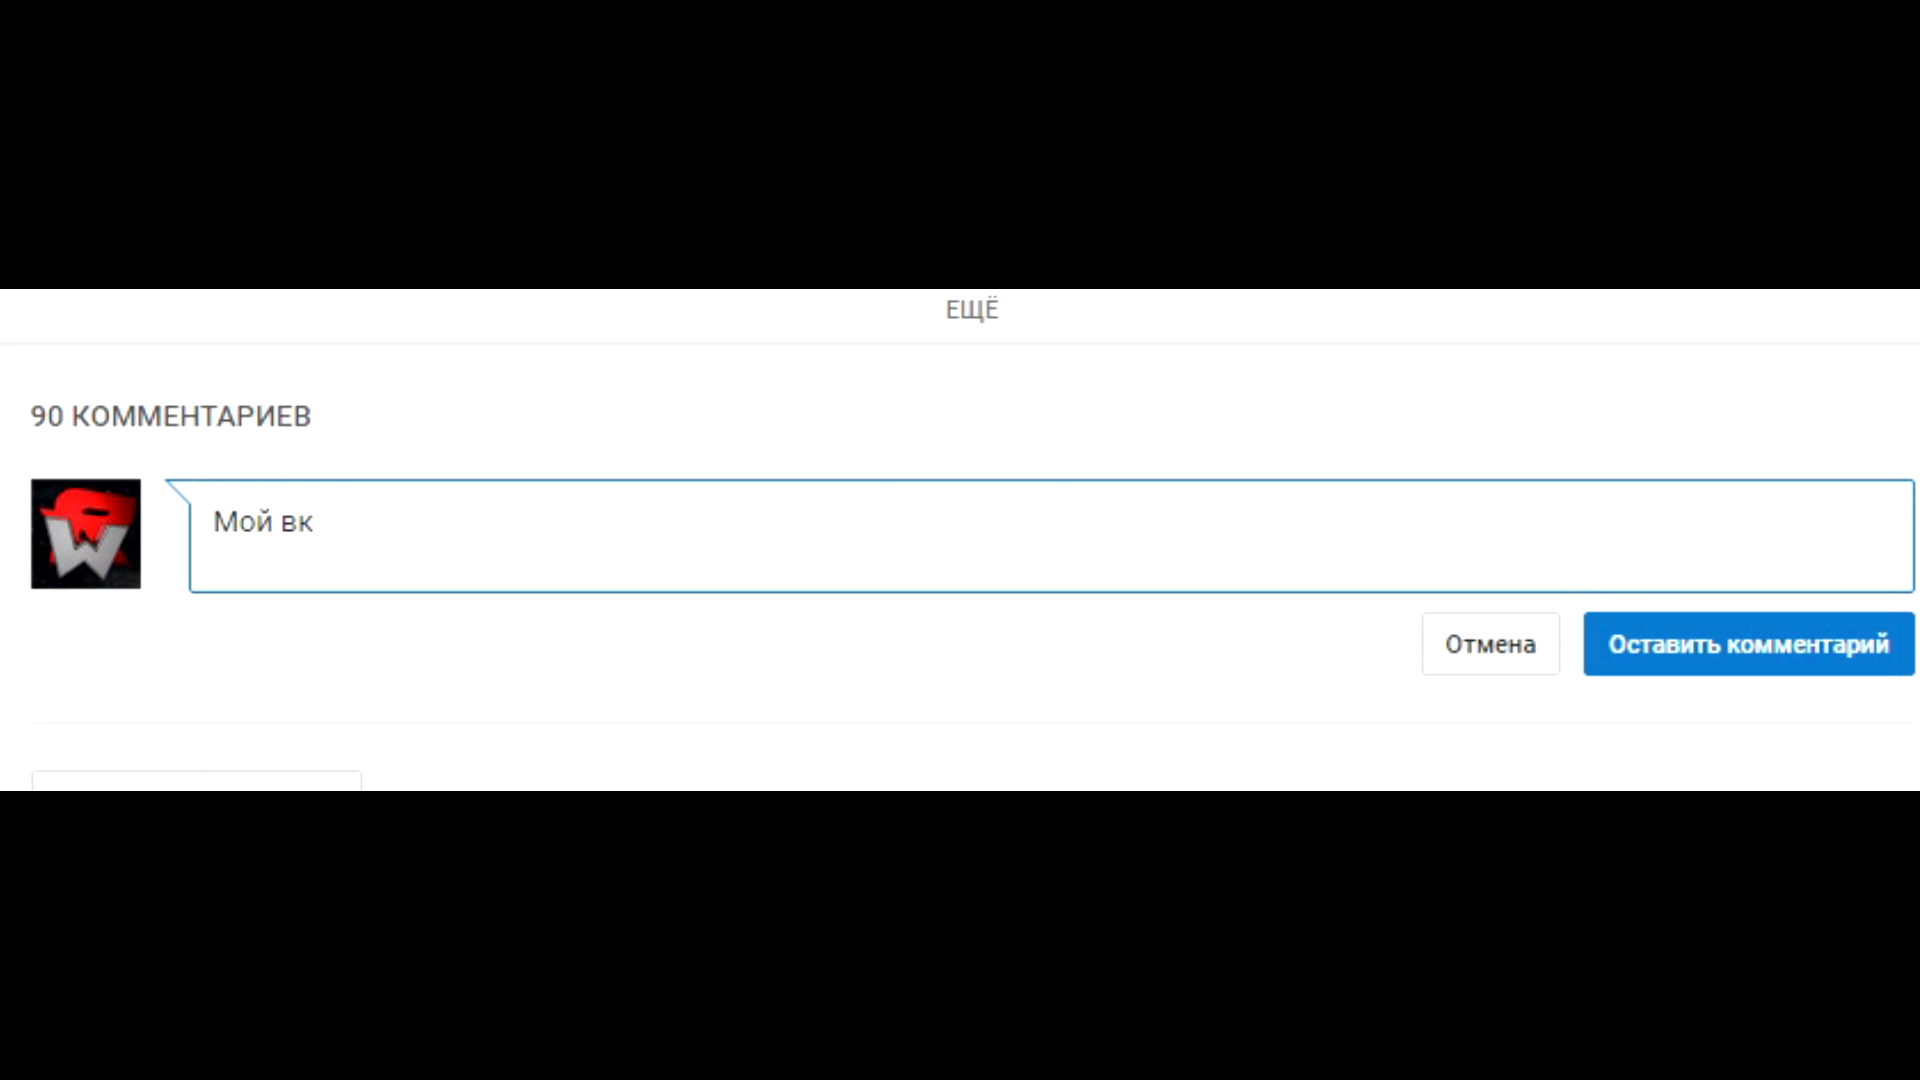 ЕЩЁ
90 КОММЕНТАРИЕВ
Мой вк
Отмена
Оставить комментарий